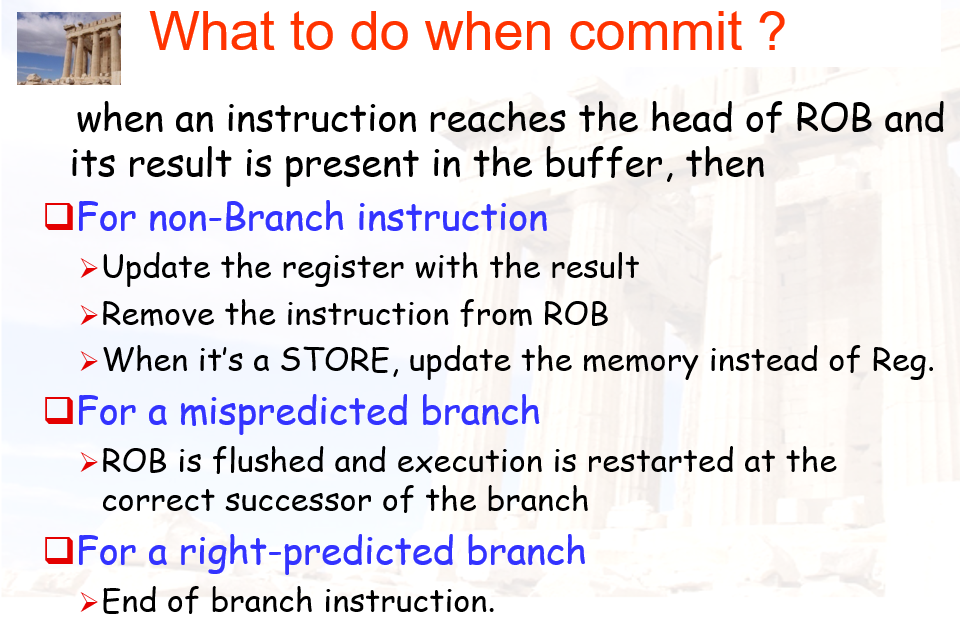 What to do when commit ?
when an instruction reaches the head of ROB and
its result is present in the buffer, then
For non-Branch instruction
Update the register with the result
Remove the instruction from ROB
When it's a STORE, update the memory instead of Reg.
For a mispredicted branch
ROB is flushed and execution is restarted at the
correct successor of the branch
For a right-predicted branch
End of branch instruction.